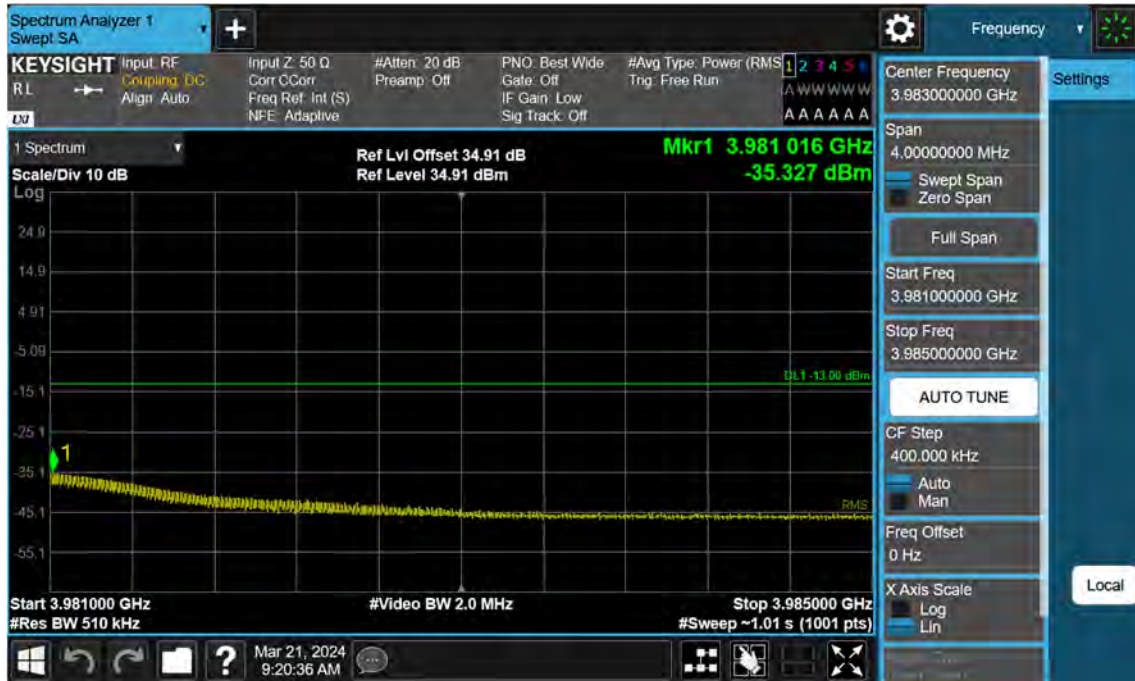 Spectrum Analyzer 1
Swept SA
+
Frequency
KEYSIGHT
RL
LXI
Input: RF
Coupling: DC
Align: Auto
Input Z: 50 Ω
Corr CCorr
Freq Ref: Int (S)
NFE: Adaptive
#Atten: 20 dB
Preamp: Off
PNO: Best Wide
Gate: Off
IF Gain: Low
Sig Track: Off
#Avg Type: Power (RMS
Trig: Free Run
1 2 3 4 5 6
A W W W W W
A A A A A A
1 Spectrum
Scale/Div 10 dB
Ref Lvl Offset 34.91 dB
Ref Level 34.91 dBm
Mkr1 3.981 016 GHz
-35.327 dBm
Log
24.9
14.9
4.91
-5.09
DL1 -13.00 dBm
-15.1
-25.1
1
-35.1
-45.1
RMS
-55.1
Start 3.981000 GHz
#Res BW 510 kHz
#Video BW 2.0 MHz
Stop 3.985000 GHz
#Sweep ~1.01 s (1001 pts)
?
Mar 21, 2024
9:20:36 AM
Center Frequency
3.983000000 GHz
Settings
Span
4.00000000 MHz
Swept Span
Zero Span
Full Span
Start Freq
3.981000000 GHz
Stop Freq
3.985000000 GHz
AUTO TUNE
CF Step
400.000 kHz
Auto
Man
Freq Offset
0 Hz
X Axis Scale
Log
Lin
Local